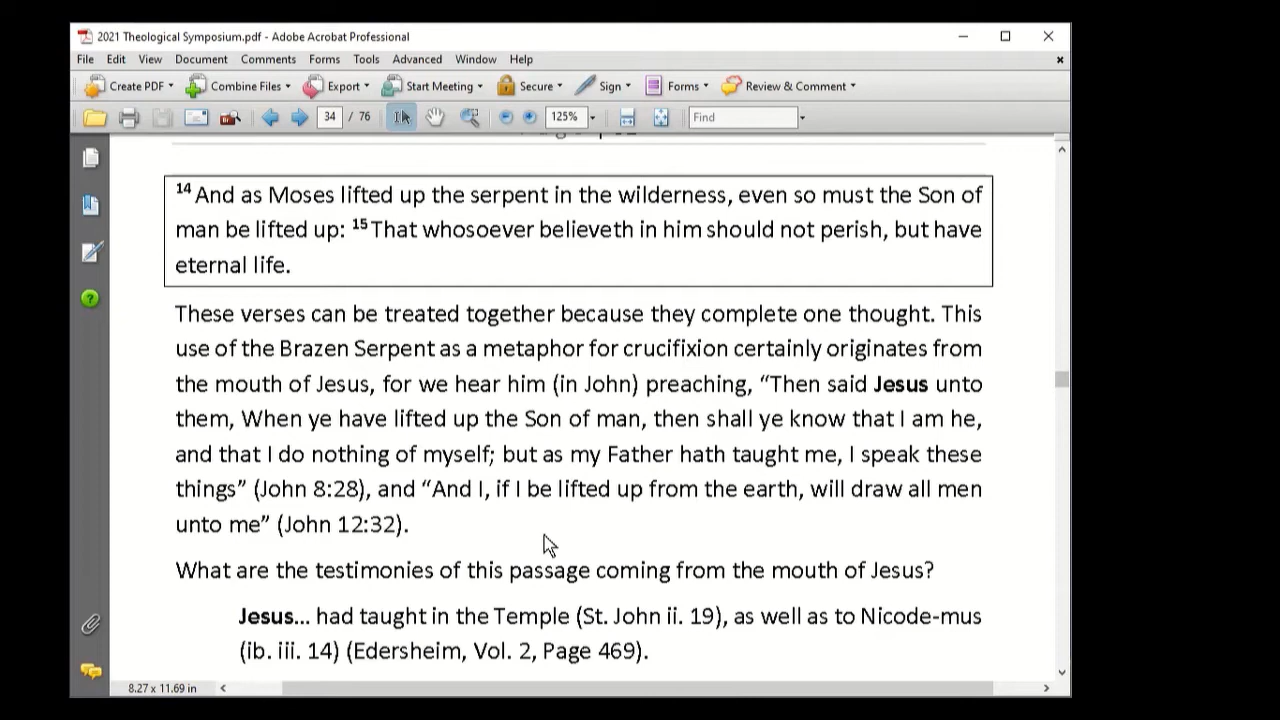 2021 Theological Symposium.pdf - Adobe Acrobat Professional
File Edit View Document Comments Forms Tools Advanced Window Help
Create PDF Combine Files Export Start Meeting Secure Sign Forms Review & Comment
34 / 76 125% Find
14 And as Moses lifted up the serpent in the wilderness, even so must the Son of
man be lifted up: 15 That whosoever believeth in him should not perish, but have
eternal life.
These verses can be treated together because they complete one thought. This
use of the Brazen Serpent as a metaphor for crucifixion certainly originates from
the mouth of Jesus, for we hear him (in John) preaching, “Then said Jesus unto
them, When ye have lifted up the Son of man, then shall ye know that I am he,
and that I do nothing of myself; but as my Father hath taught me, I speak these
things” (John 8:28), and “And I, if I be lifted up from the earth, will draw all men
unto me” (John 12:32).
What are the testimonies of this passage coming from the mouth of Jesus?
Jesus... had taught in the Temple (St. John ii. 19), as well as to Nicode-mus
(ib. iii. 14) (Edersheim, Vol. 2, Page 469).
8.27 x 11.69 in